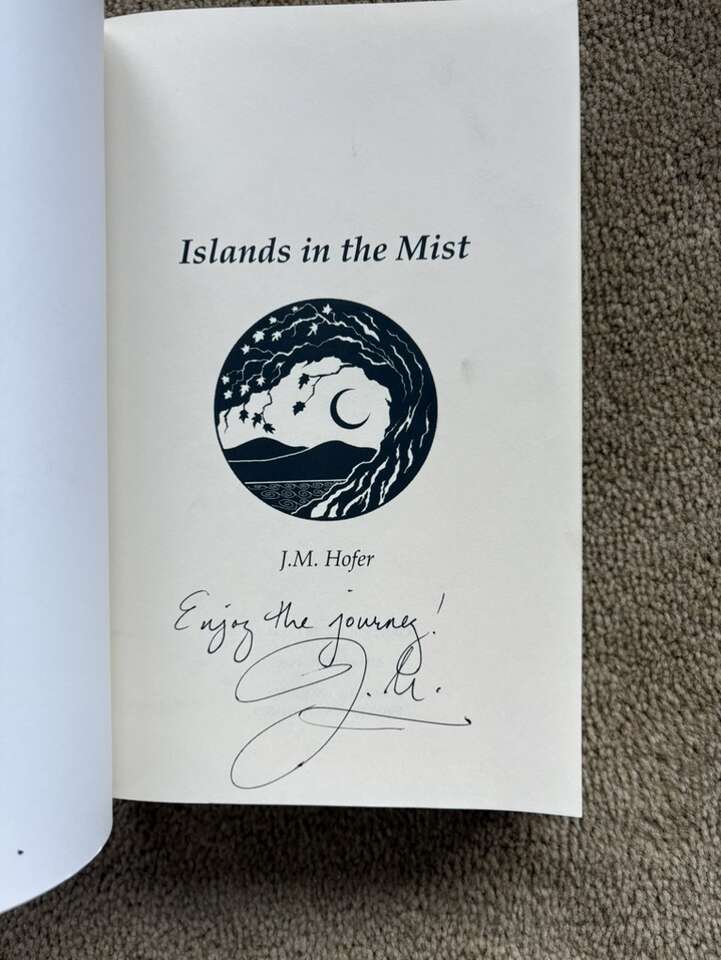 Islands in the Mist
J.M. Hofer
Enjoy the journey!
J.M.